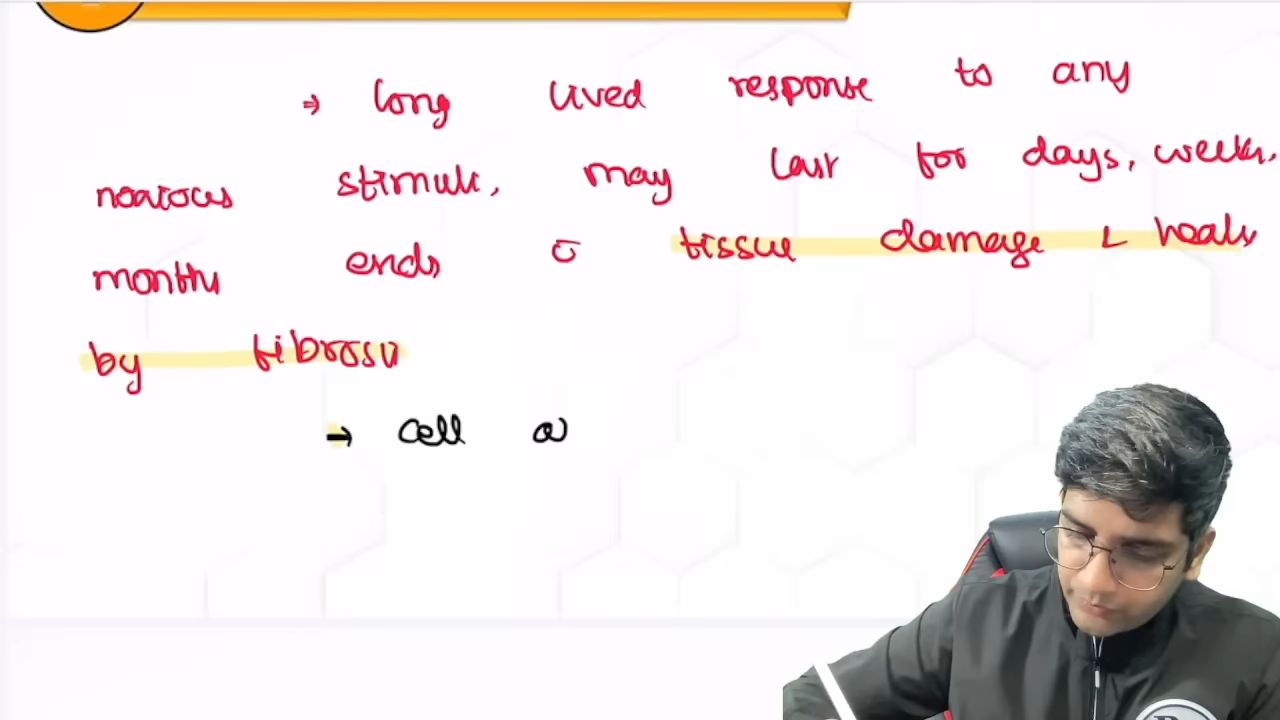 ⇒ long lived response to any
noxious stimuli, may last for days, weeks,
months ends c̄ tissue damage & heals
by fibrosis
→ cell